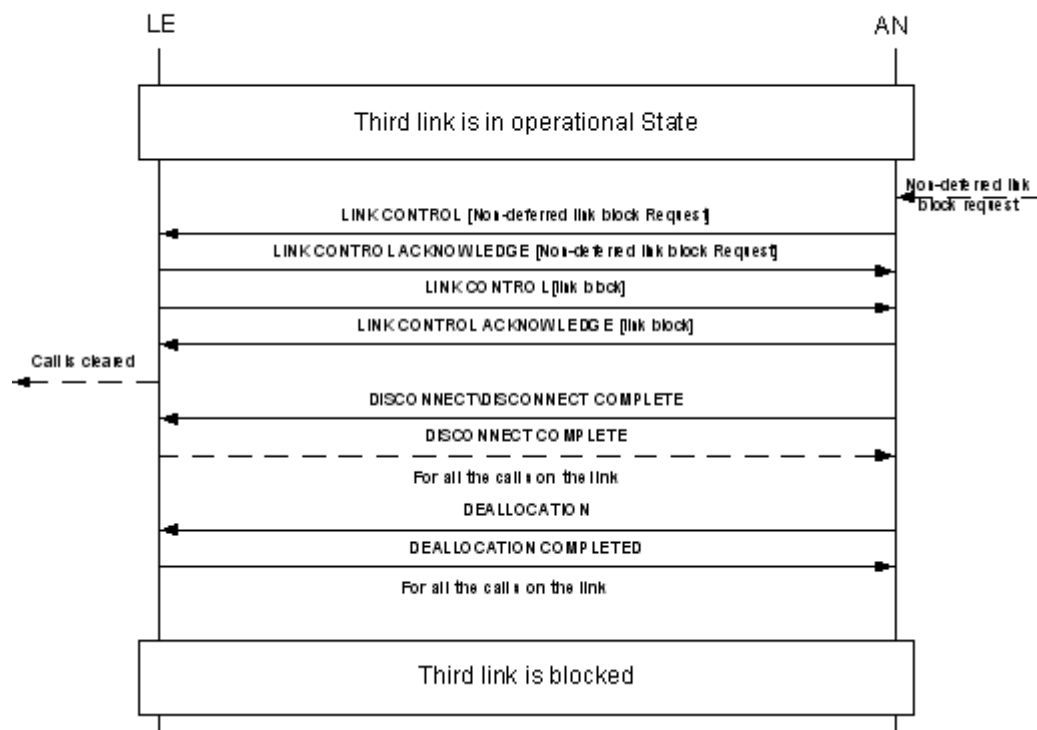 LE
AN
Third link is in operational State
Non-deferred link
block request
LINK CONTROL [Non-deferred link block Request]
LINK CONTROL ACKNOWLEDGE [Non-deferred link block Request]
LINK CONTROL [link block]
LINK CONTROL ACKNOWLEDGE [link block]
Call is cleared
DISCONNECT\DISCONNECT COMPLETE
DISCONNECT COMPLETE
For all the calls on the link
DEALLOCATION
DEALLOCATION COMPLETED
For all the calls on the link
Third link is blocked